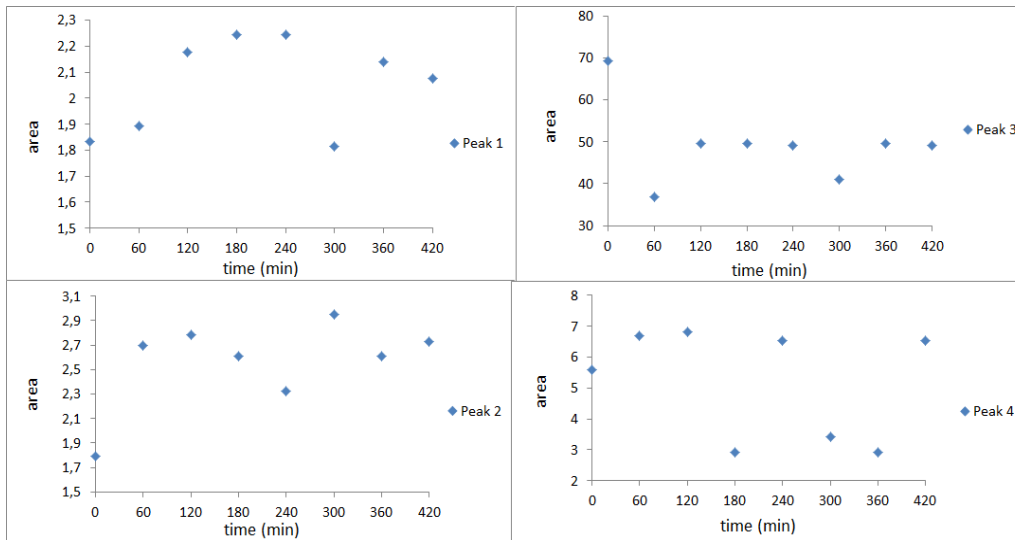 2,3
2,2
2,1
2
1,9
1,8
1,7
1,6
1,5
area
0 60 120 180 240 300 360 420
time (min)
Peak 1
80
70
60
50
40
30
area
0 60 120 180 240 300 360 420
time (min)
Peak 3
3,1
2,9
2,7
2,5
2,3
2,1
1,9
1,7
1,5
area
0 60 120 180 240 300 360 420
time (min)
Peak 2
8
7
6
5
4
3
2
area
0 60 120 180 240 300 360 420
time (min)
Peak 4